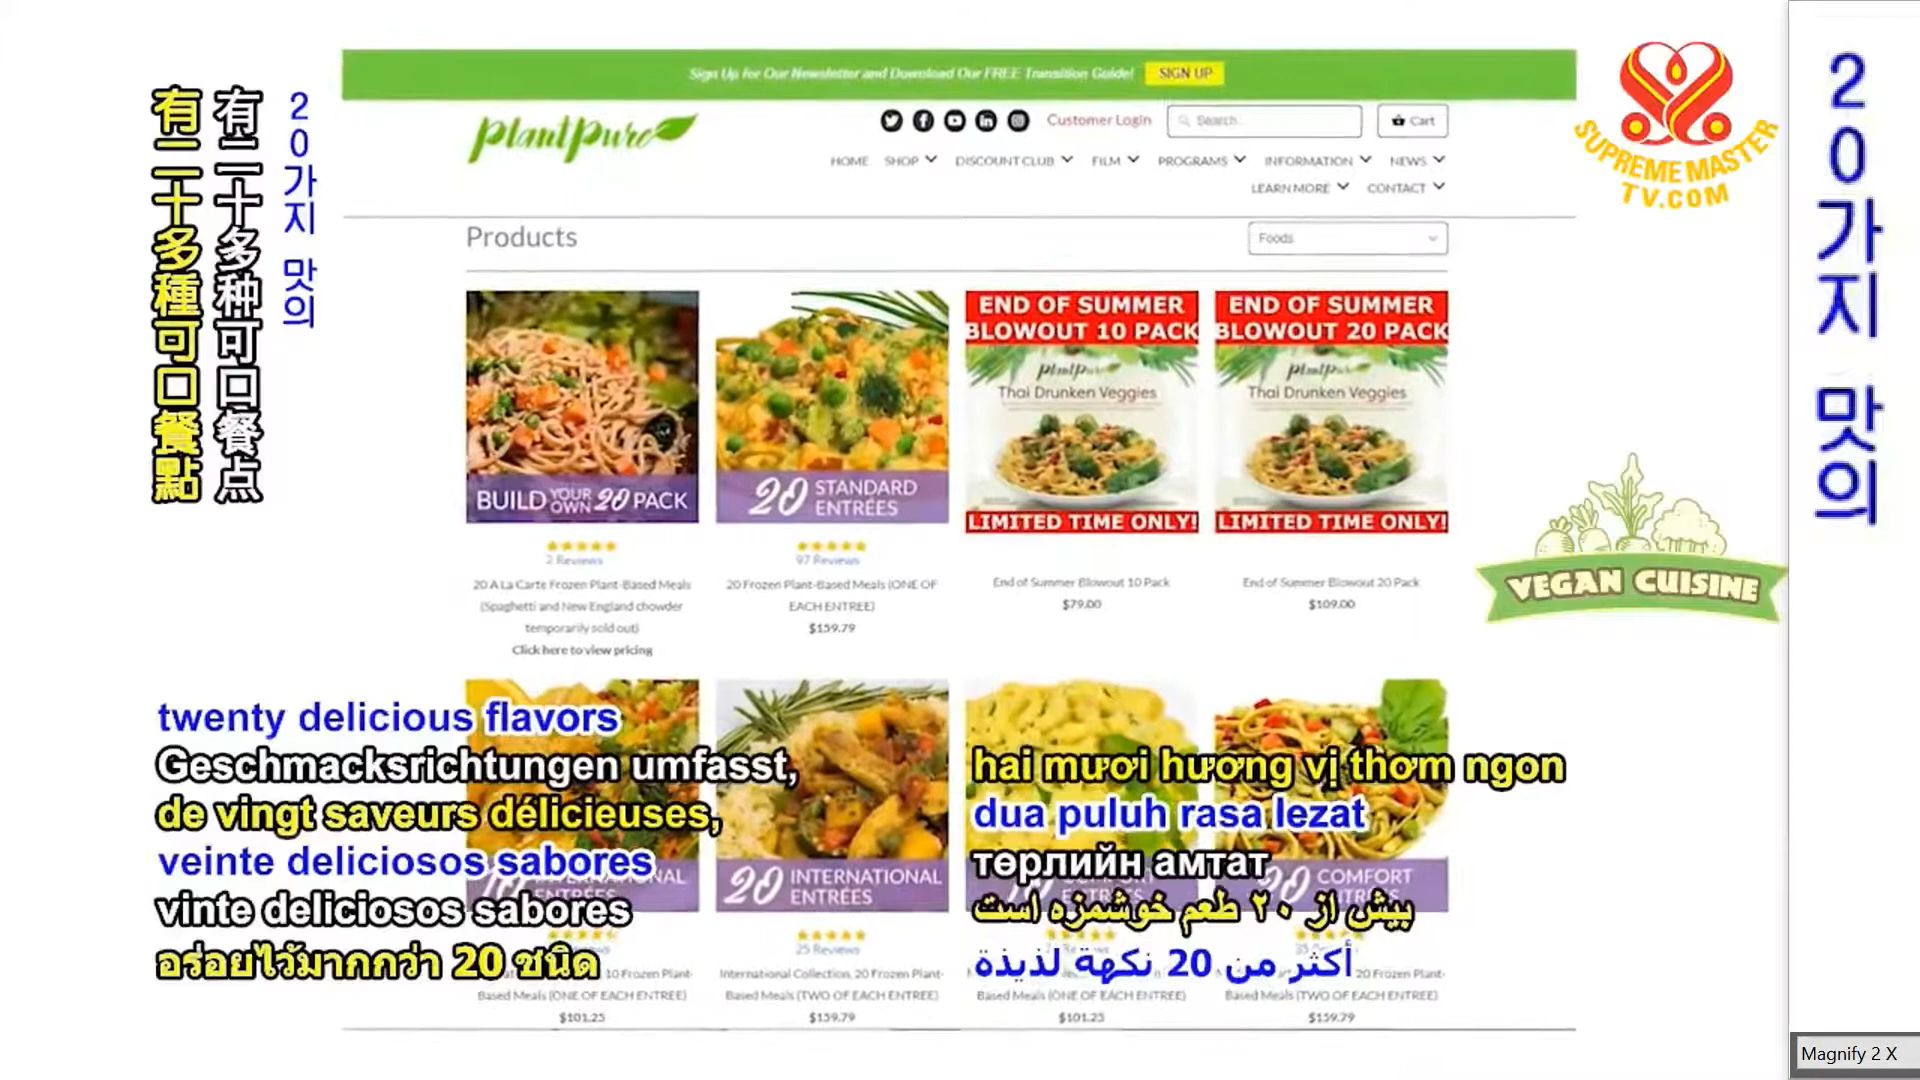 有二十多種可口餐點
有二十多种可口餐点
20가지 맛의
Sign Up for Our Newsletter and Download Our FREE Transition Guide!
SIGN UP
PlantPure
Customer Login
Search...
Cart
HOME
SHOP
DISCOUNT CLUB
FILM
PROGRAMS
INFORMATION
NEWS
LEARN MORE
CONTACT
Products
Foods
BUILD YOUR OWN 20 PACK
2 Reviews
20 A La Carte Frozen Plant-Based Meals
(Spaghetti and New England chowder
temporarily sold out)
Click here to view pricing
20 STANDARD
ENTRÉES
97 Reviews
20 Frozen Plant-Based Meals (ONE OF
EACH ENTREE)
$159.79
END OF SUMMER
BLOWOUT 10 PACK
PlantPure
Thai Drunken Veggies
LIMITED TIME ONLY!
End of Summer Blowout 10 Pack
$79.00
END OF SUMMER
BLOWOUT 20 PACK
PlantPure
Thai Drunken Veggies
LIMITED TIME ONLY!
End of Summer Blowout 20 Pack
$109.00
twenty delicious flavors
Geschmacksrichtungen umfasst,
de vingt saveurs délicieuses,
veinte deliciosos sabores
vinte deliciosos sabores
อร่อยไว้มากกว่า 20 ชนิด
hai mươi hương vị thơm ngon
dua puluh rasa lezat
төрлийн амтат
بیش از ۲۰ طعم خوشمزه است
أكثر من 20 نكهة لذيذة
ENTRÉES
10 Frozen Plant-
Based Meals (ONE OF EACH ENTREE)
$101.25
20 INTERNATIONAL
ENTRÉES
25 Reviews
International Collection, 20 Frozen Plant-
Based Meals (TWO OF EACH ENTREE)
$159.79
Based Meals (ONE OF EACH ENTREE)
$101.25
20 COMFORT
ENTRÉES
20 Frozen Plant-
Based Meals (TWO OF EACH ENTREE)
$159.79
SUPREME MASTER
TV.COM
VEGAN CUISINE
20가지 맛의
Magnify 2 X